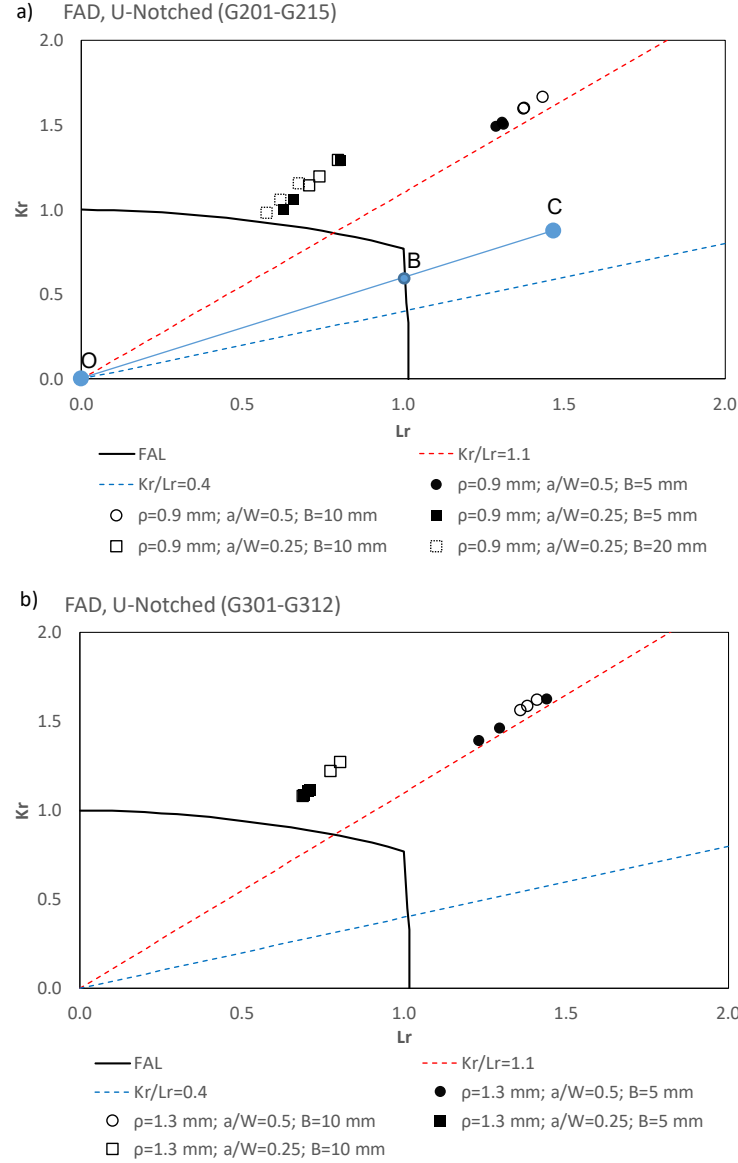 a) FAD, U-Notched (G201-G215)
2.0
1.5
C
1.0
Kr
B
0.5
O
0.0
0.0 0.5 1.0 1.5 2.0
Lr
FAL Kr/Lr=1.1
Kr/Lr=0.4 ρ=0.9 mm; a/W=0.5; B=5 mm
ρ=0.9 mm; a/W=0.5; B=10 mm ρ=0.9 mm; a/W=0.25; B=5 mm
ρ=0.9 mm; a/W=0.25; B=10 mm ρ=0.9 mm; a/W=0.25; B=20 mm
b) FAD, U-Notched (G301-G312)
2.0
1.5
1.0
Kr
0.5
0.0
0.0 0.5 1.0 1.5 2.0
Lr
FAL Kr/Lr=1.1
Kr/Lr=0.4 ρ=1.3 mm; a/W=0.5; B=5 mm
ρ=1.3 mm; a/W=0.5; B=10 mm ρ=1.3 mm; a/W=0.25; B=5 mm
ρ=1.3 mm; a/W=0.25; B=10 mm